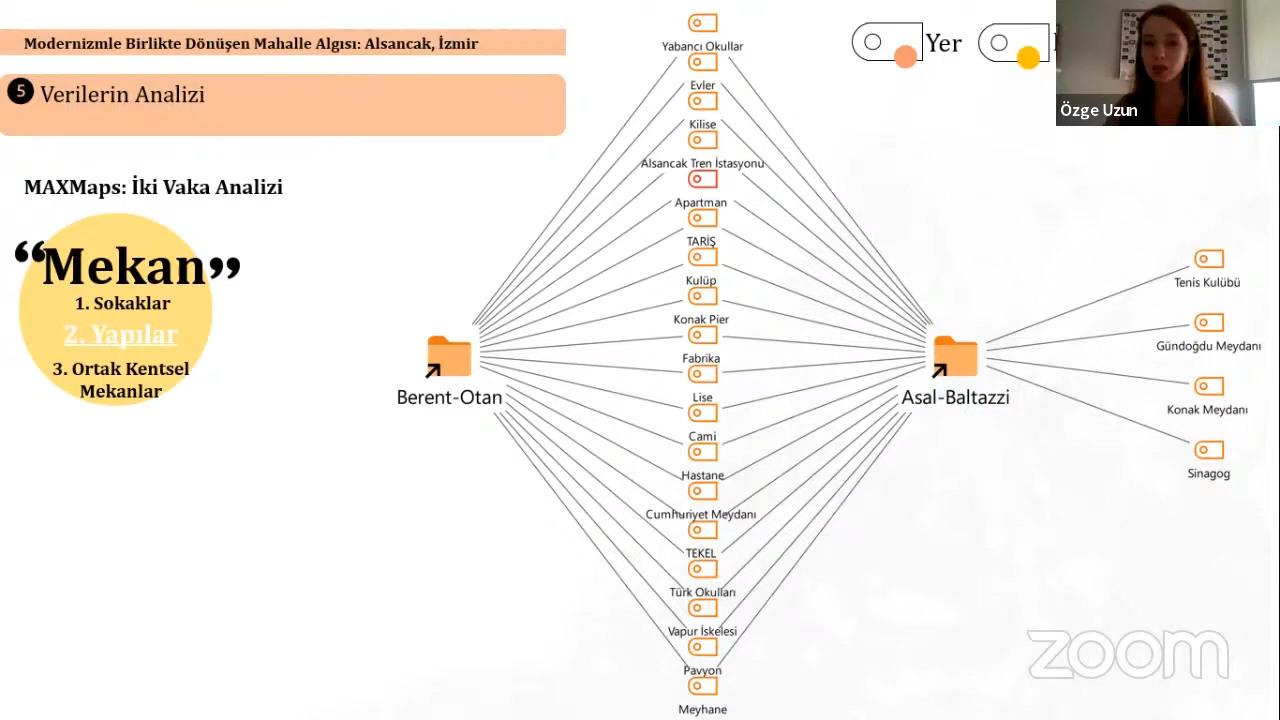 Modernizmle Birlikte Dönüşen Mahalle Algısı: Alsancak, İzmir
5 Verilerin Analizi
MAXMaps: İki Vaka Analizi
“Mekan”
1. Sokaklar
2. Yapılar
3. Ortak Kentsel
Mekanlar
Berent-Otan
Yabancı Okullar
Evler
Kilise
Alsancak Tren İstasyonu
Apartman
TARİŞ
Kulüp
Konak Pier
Fabrika
Lise
Cami
Hastane
Cumhuriyet Meydanı
TEKEL
Türk Okulları
Vapur İskelesi
Pavyon
Meyhane
Asal-Baltazzi
Tenis Kulübü
Gündoğdu Meydanı
Konak Meydanı
Sinagog
Yer
Özge Uzun
zoom